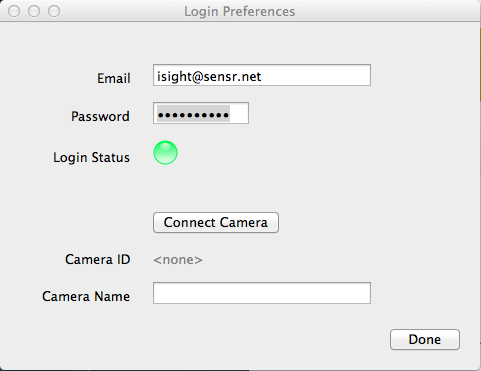 Login Preferences
Email isight@sensr.net
Password ••••••••••
Login Status
Connect Camera
Camera ID <none>
Camera Name
Done